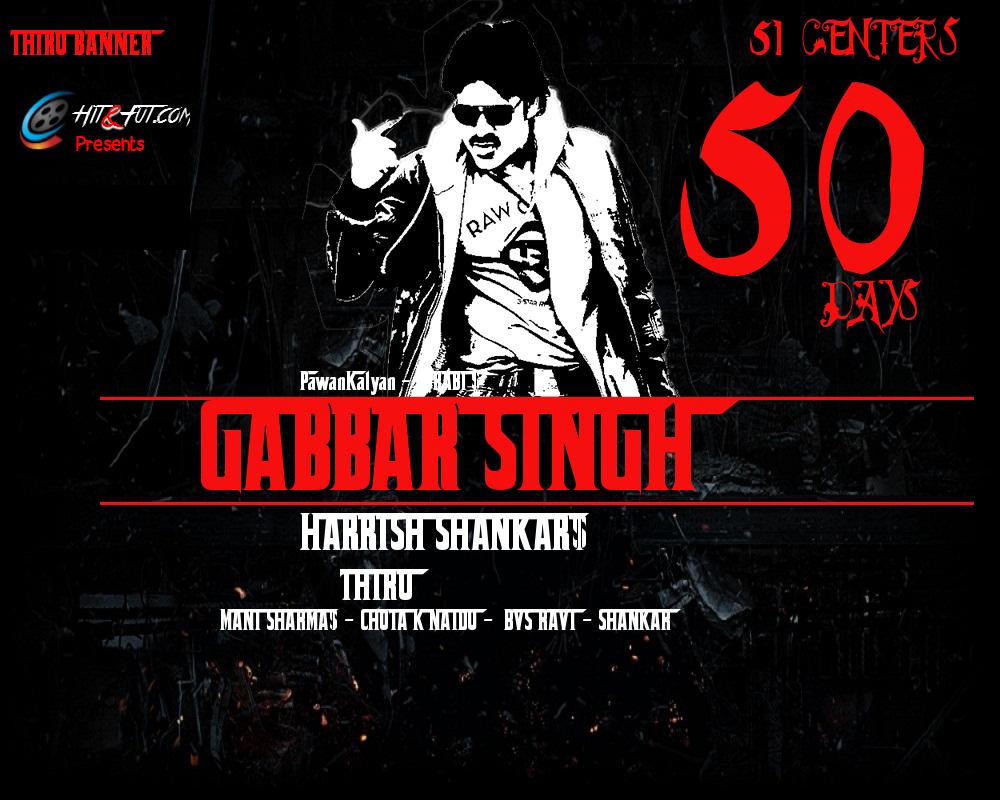 THIRU BANNER
HIT&FUT.COM
Presents
51 CENTERS
50
DAYS
RAW
PawanKalyan -
GABBAR SINGH
HARRISH SHANKAR$
THIRU
MANI SHARMA$ - CHOTA K NAIDU - BVS RAVI - SHANKAR